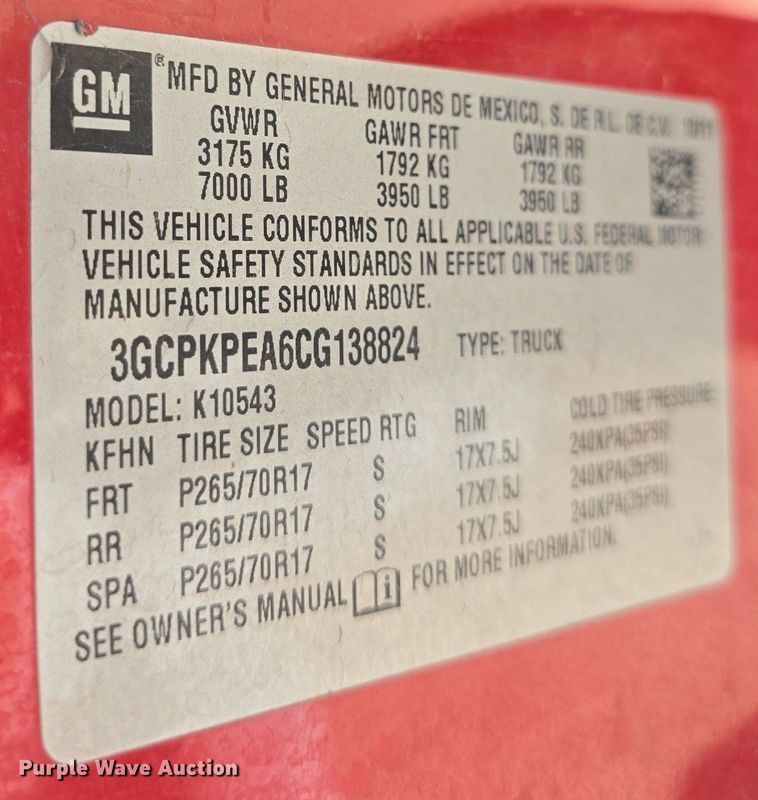 GM
® MFD BY GENERAL MOTORS DE MEXICO, S. DE R.L. DE C.V. 10/11
GVWR GAWR FRT GAWR RR
3175 KG 1792 KG 1792 KG
7000 LB 3950 LB 3950 LB
THIS VEHICLE CONFORMS TO ALL APPLICABLE U.S. FEDERAL MOTOR
VEHICLE SAFETY STANDARDS IN EFFECT ON THE DATE OF
MANUFACTURE SHOWN ABOVE.
3GCPKPEA6CG138824 TYPE: TRUCK
MODEL: K10543
KFHN TIRE SIZE SPEED RTG RIM COLD TIRE PRESSURE
FRT P265/70R17 S 17X7.5J 240KPA(35PSI)
RR P265/70R17 S 17X7.5J 240KPA(35PSI)
SPA P265/70R17 S 17X7.5J 240KPA(35PSI)
SEE OWNER'S MANUAL i FOR MORE INFORMATION.
Purple Wave Auction